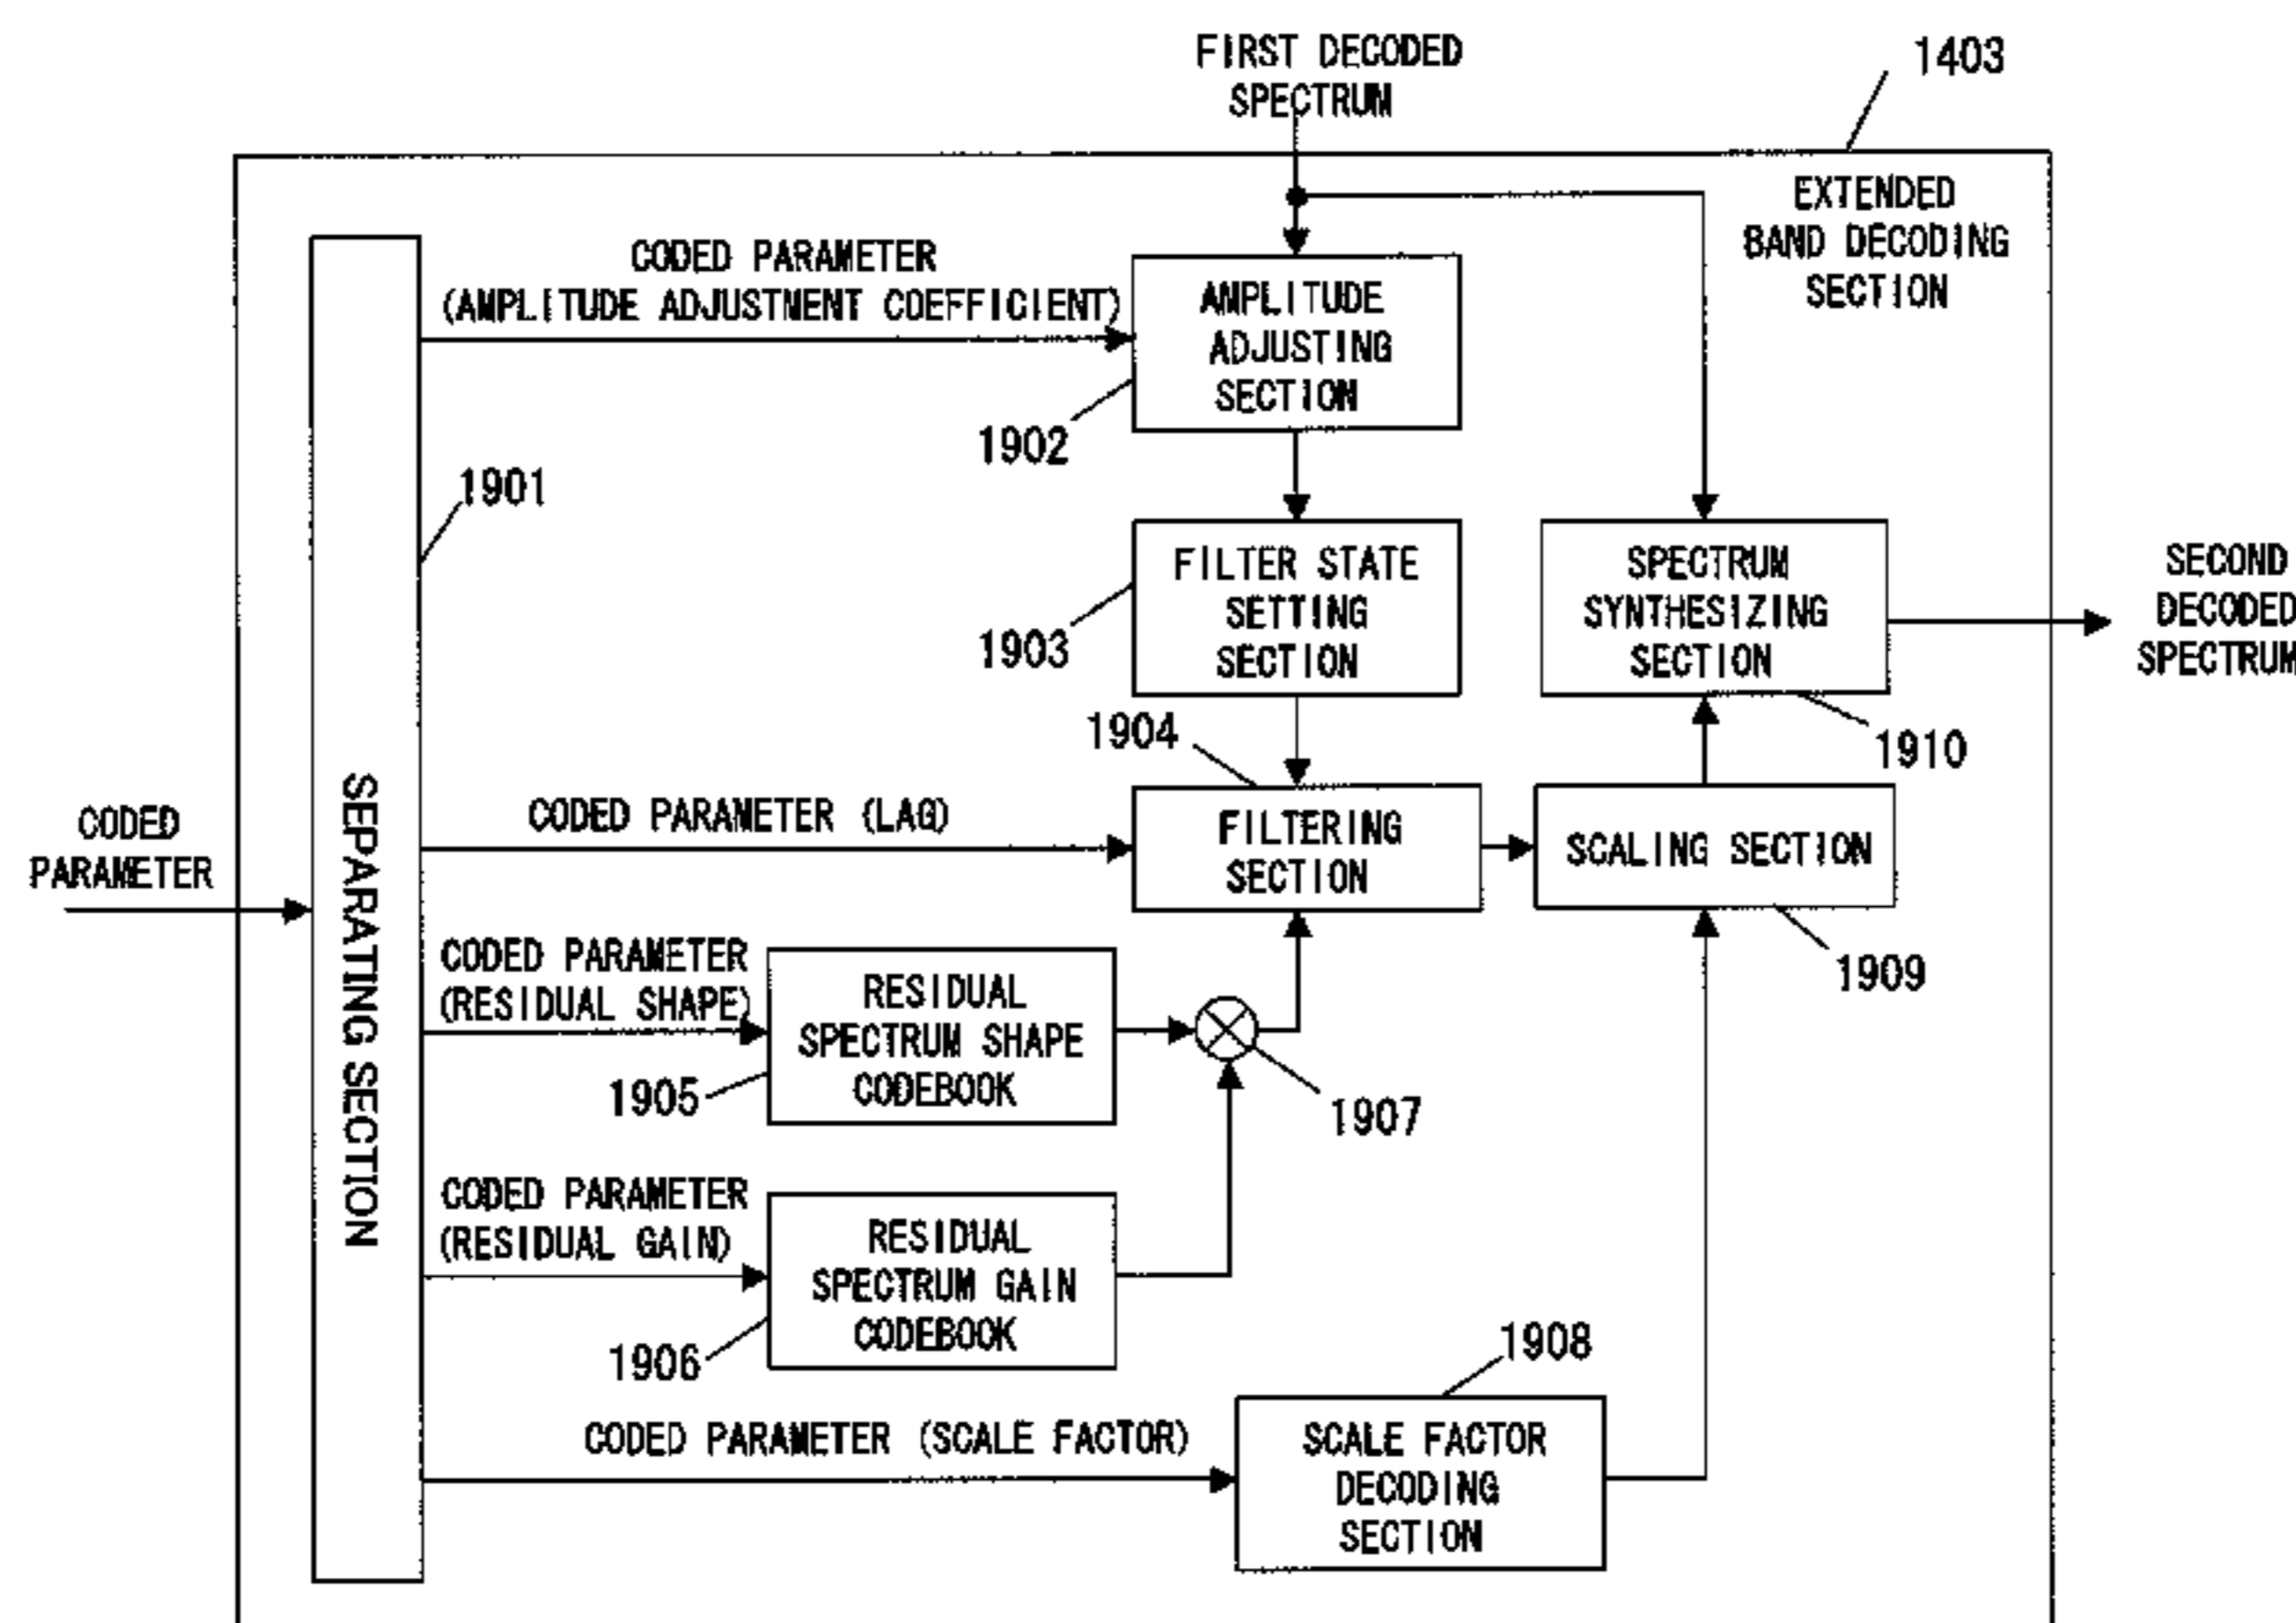 FIRST DECODED
SPECTRUM
1403
EXTENDED
BAND DECODING
SECTION
CODED PARAMETER
(AMPLITUDE ADJUSTMENT COEFFICIENT)
AMPLITUDE
ADJUSTING
SECTION
1902
1901
FILTER STATE
SETTING
SECTION
1903
SPECTRUM
SYNTHESIZING
SECTION
SECOND
DECODED
SPECTRUM
1904
1910
CODED
PARAMETER
SEPARATING SECTION
CODED PARAMETER (LAG)
FILTERING
SECTION
SCALING SECTION
1909
CODED PARAMETER
(RESIDUAL SHAPE)
RESIDUAL
SPECTRUM SHAPE
CODEBOOK
1905
1907
CODED PARAMETER
(RESIDUAL GAIN)
RESIDUAL
SPECTRUM GAIN
CODEBOOK
1906
1908
CODED PARAMETER (SCALE FACTOR)
SCALE FACTOR
DECODING
SECTION